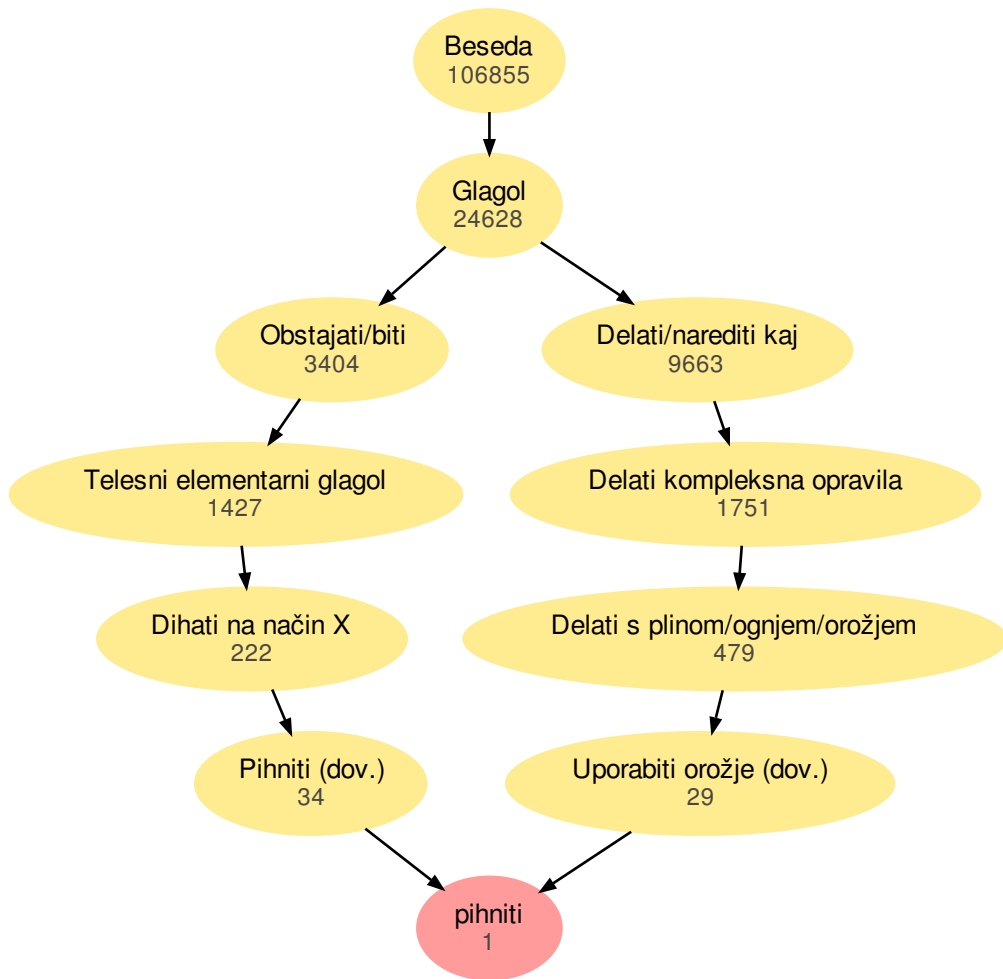 Beseda
106855
Glagol
24628
Obstajati/biti
3404
Delati/narediti kaj
9663
Telesni elementarni glagol
1427
Delati kompleksna opravila
1751
Dihati na način X
222
Delati s plinom/ognjem/orožjem
479
Pihniti (dov.)
34
Uporabiti orožje (dov.)
29
pihniti
1